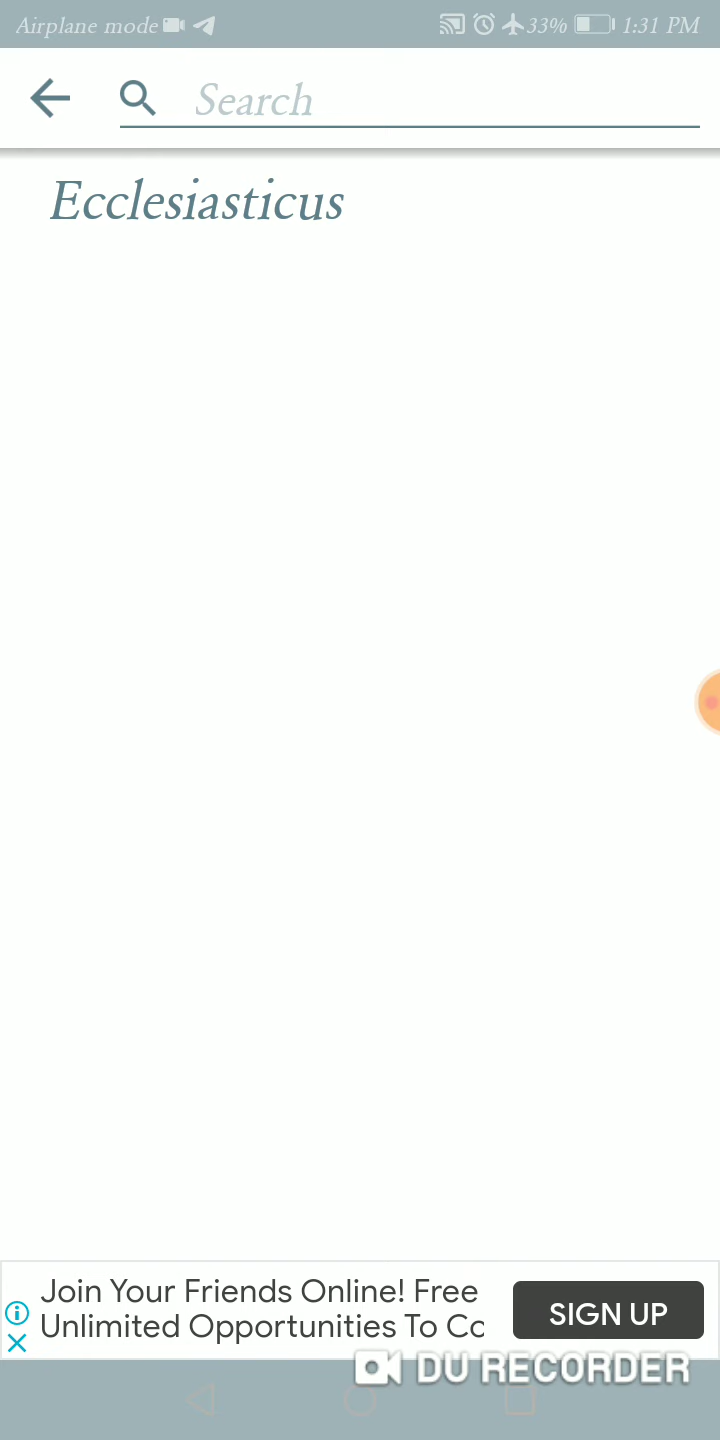 Airplane mode 33% 1:31 PM
Search
Ecclesiasticus
Join Your Friends Online! Free
Unlimited Opportunities To Co
SIGN UP
DU RECORDER